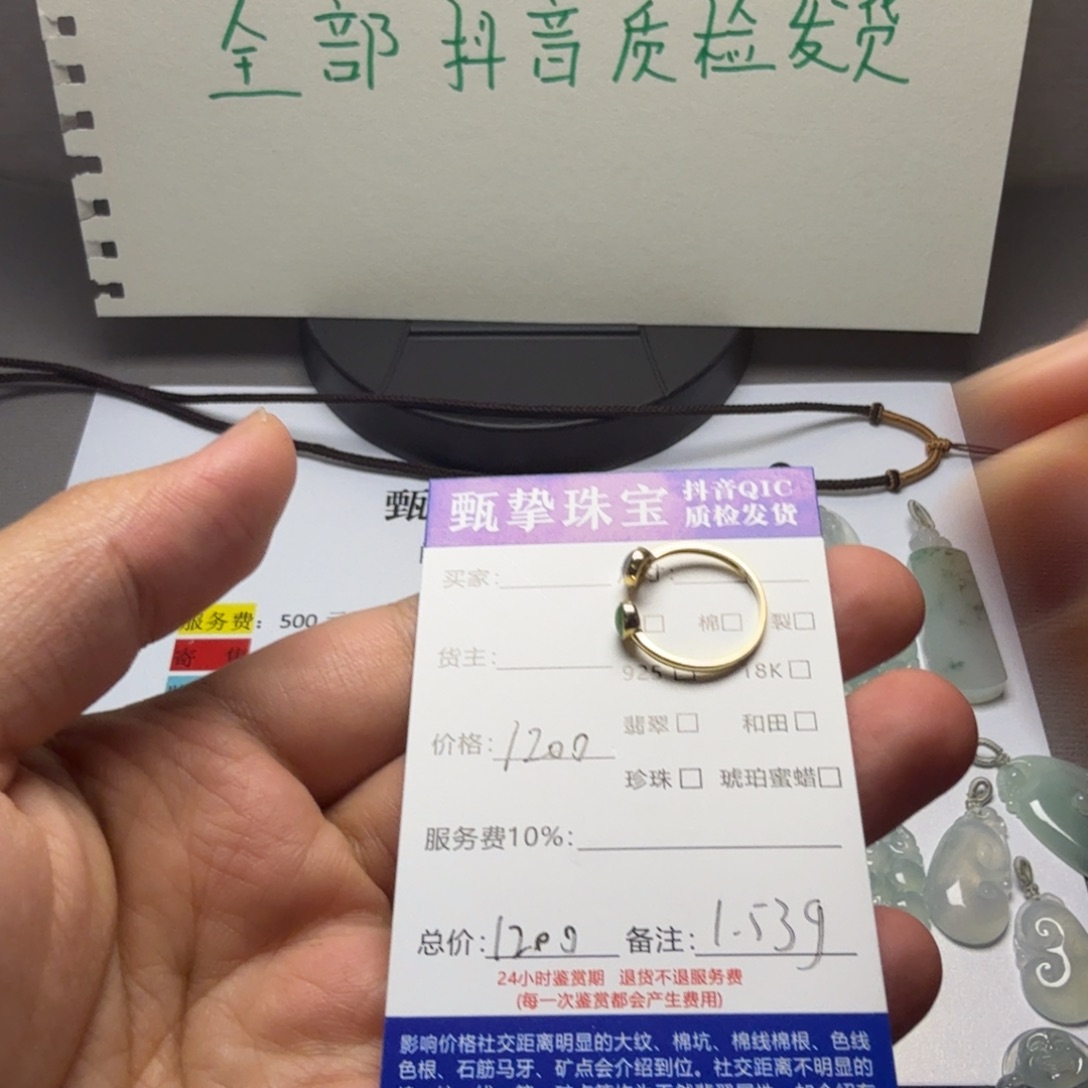 全部抖音质检发货
甄
甄挚珠宝 抖音QIC
质检发货
服务费： 500
寄售
买家：
棉□ 裂□
货主：
925 □ 18K □
翡翠 □ 和田 □
价格：1200
珍珠 □ 琥珀蜜蜡□
服务费10%：
总价：1200 备注：1.53g
24小时鉴赏期 退货不退服务费
(每一次鉴赏都会产生费用)
影响价格社交距离明显的大纹、棉坑、棉线棉根、色线
色根、石筋马牙、矿点会介绍到位。社交距离不明显的